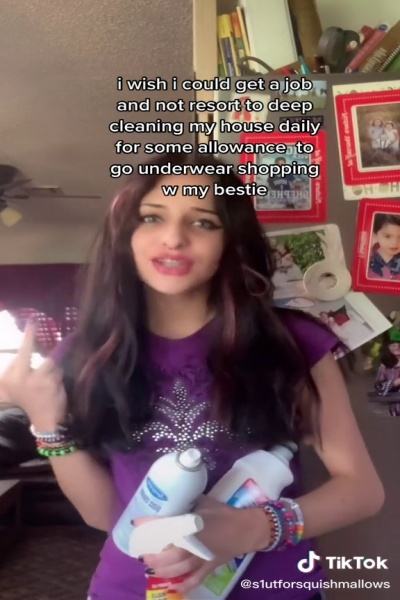 i wish i could get a job
and not resort to deep
cleaning my house daily
for some allowance to
go underwear shopping
w my bestie
TikTok
@s1utforsquishmallows